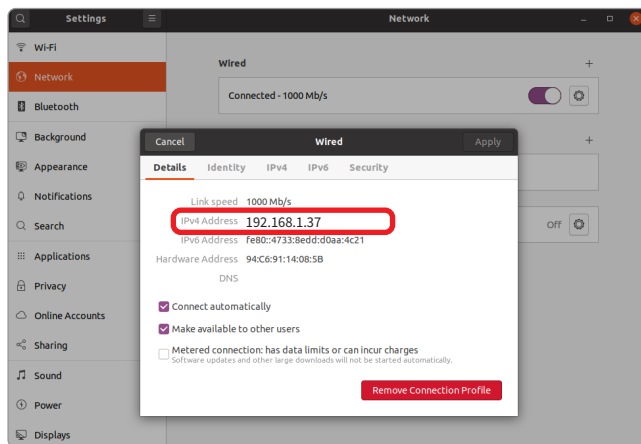 Settings
Network
Wi-Fi
Network
Bluetooth
Background
Appearance
Notifications
Search
Applications
Privacy
Online Accounts
Sharing
Sound
Power
Displays
Wired
Connected - 1000 Mb/s
Off
Cancel
Wired
Apply
Details Identity IPv4 IPv6 Security
Link speed 1000 Mb/s
IPv4 Address 192.168.1.37
IPv6 Address fe80::4733:8edd:d0aa:4c21
Hardware Address 94:C6:91:14:08:5B
DNS
Connect automatically
Make available to other users
Metered connection: has data limits or can incur charges
Software updates and other large downloads will not be started automatically.
Remove Connection Profile